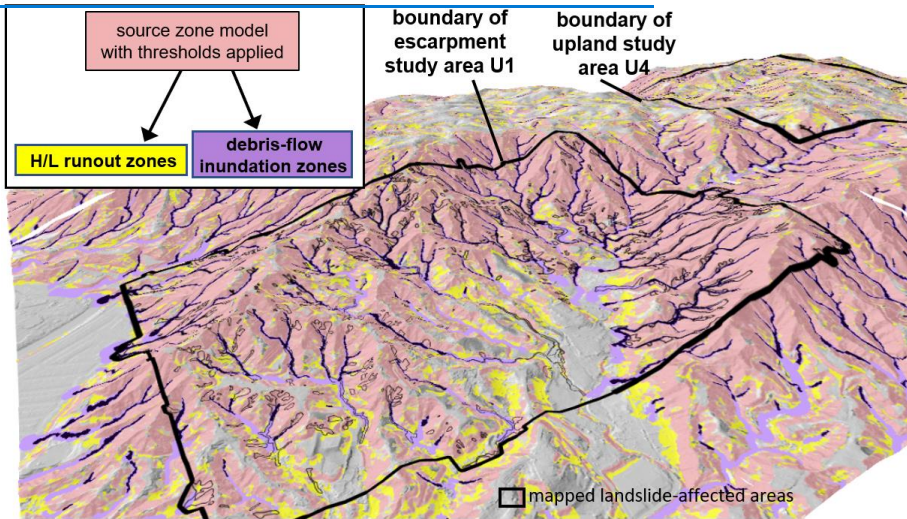 source zone model
with thresholds applied
H/L runout zones
debris-flow
inundation zones
boundary of
escarpment
study area U1
boundary of
upland study
area U4
mapped landslide-affected areas